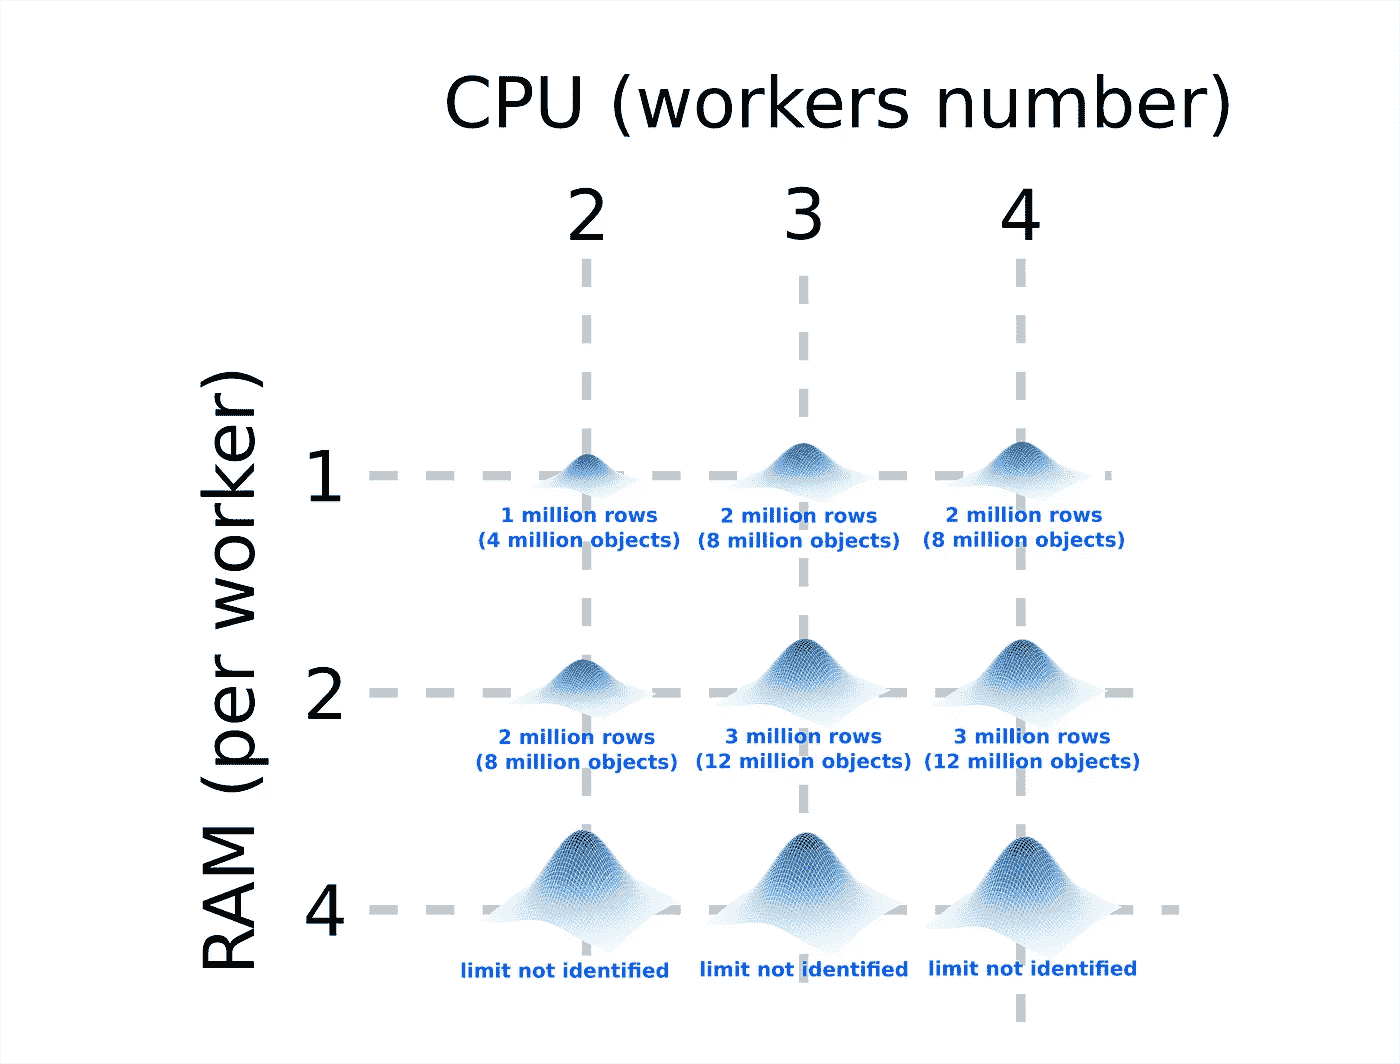 CPU (workers number)
2 3 4
RAM (per worker)
1
1 million rows
(4 million objects)
2 million rows
(8 million objects)
2 million rows
(8 million objects)
2
2 million rows
(8 million objects)
3 million rows
(12 million objects)
3 million rows
(12 million objects)
4
limit not identified
limit not identified
limit not identified